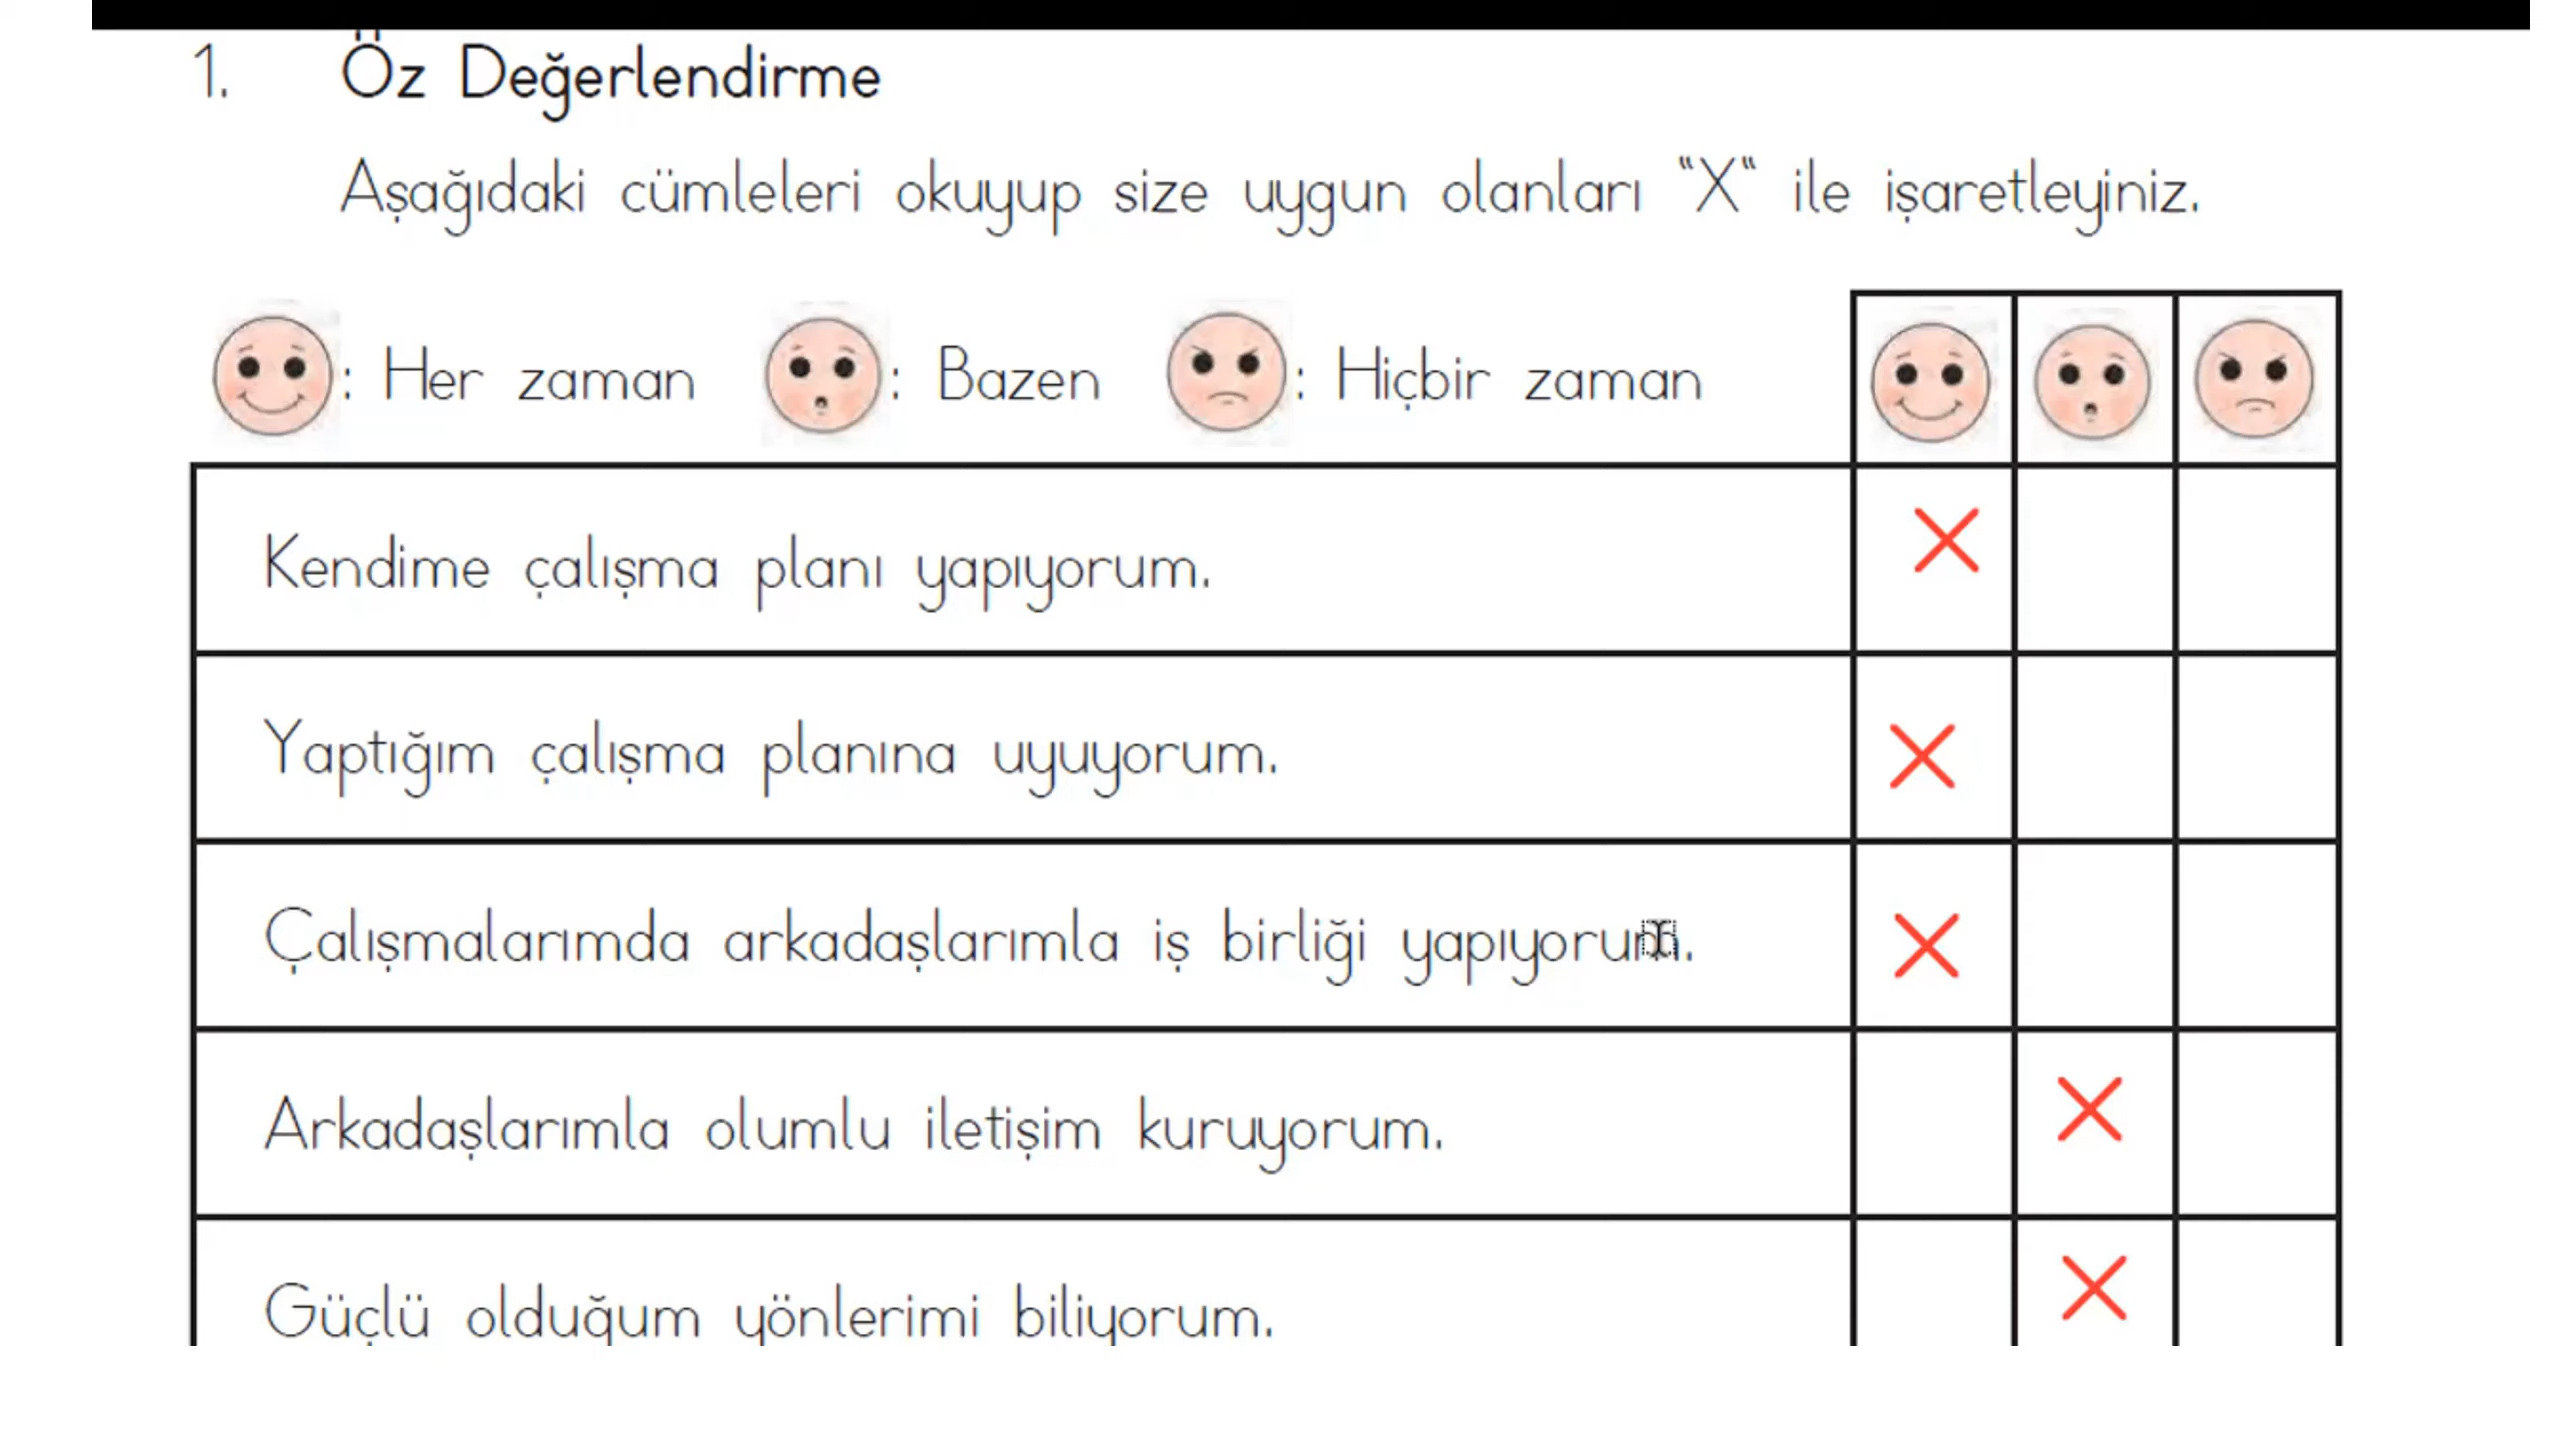 1. Öz Değerlendirme
Aşağıdaki cümleleri okuyup size uygun olanları “X“ ile işaretleyiniz.
: Her zaman : Bazen : Hiçbir zaman
Kendime çalışma planı yapıyorum.
Yaptığım çalışma planına uyuyorum.
Çalışmalarımda arkadaşlarımla iş birliği yapıyorum.
Arkadaşlarımla olumlu iletişim kuruyorum.
Güçlü olduğum yönlerimi biliyorum.